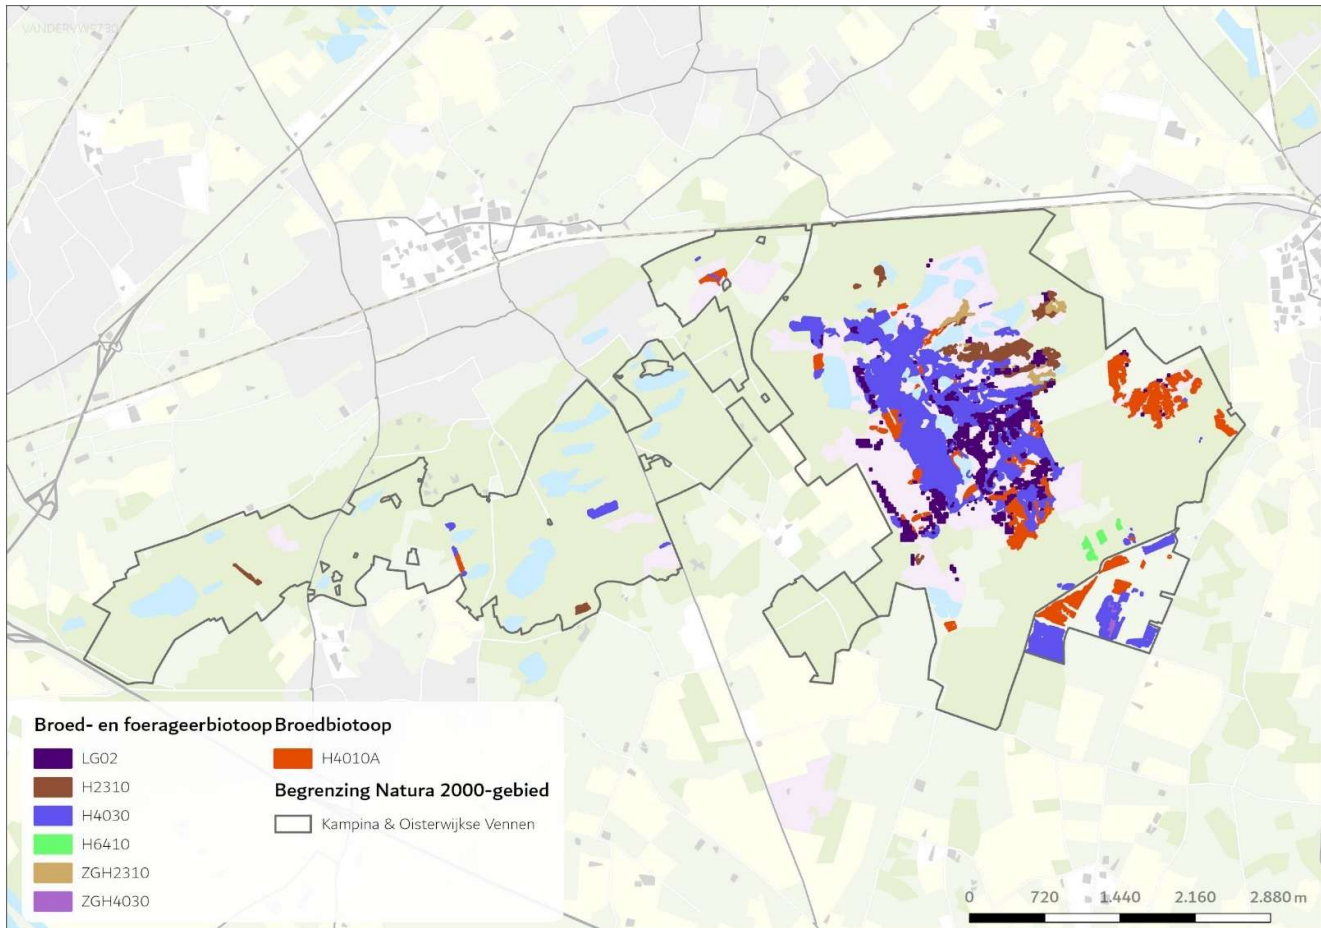 Broed- en foerageerbiotoop
LG02
H2310
H4030
H6410
ZGH2310
ZGH4030
Broedbiotoop
H4010A
Begrenzing Natura 2000-gebied
Kampina & Oisterwijkse Vennen
0 720 1.440 2.160 2.880 m